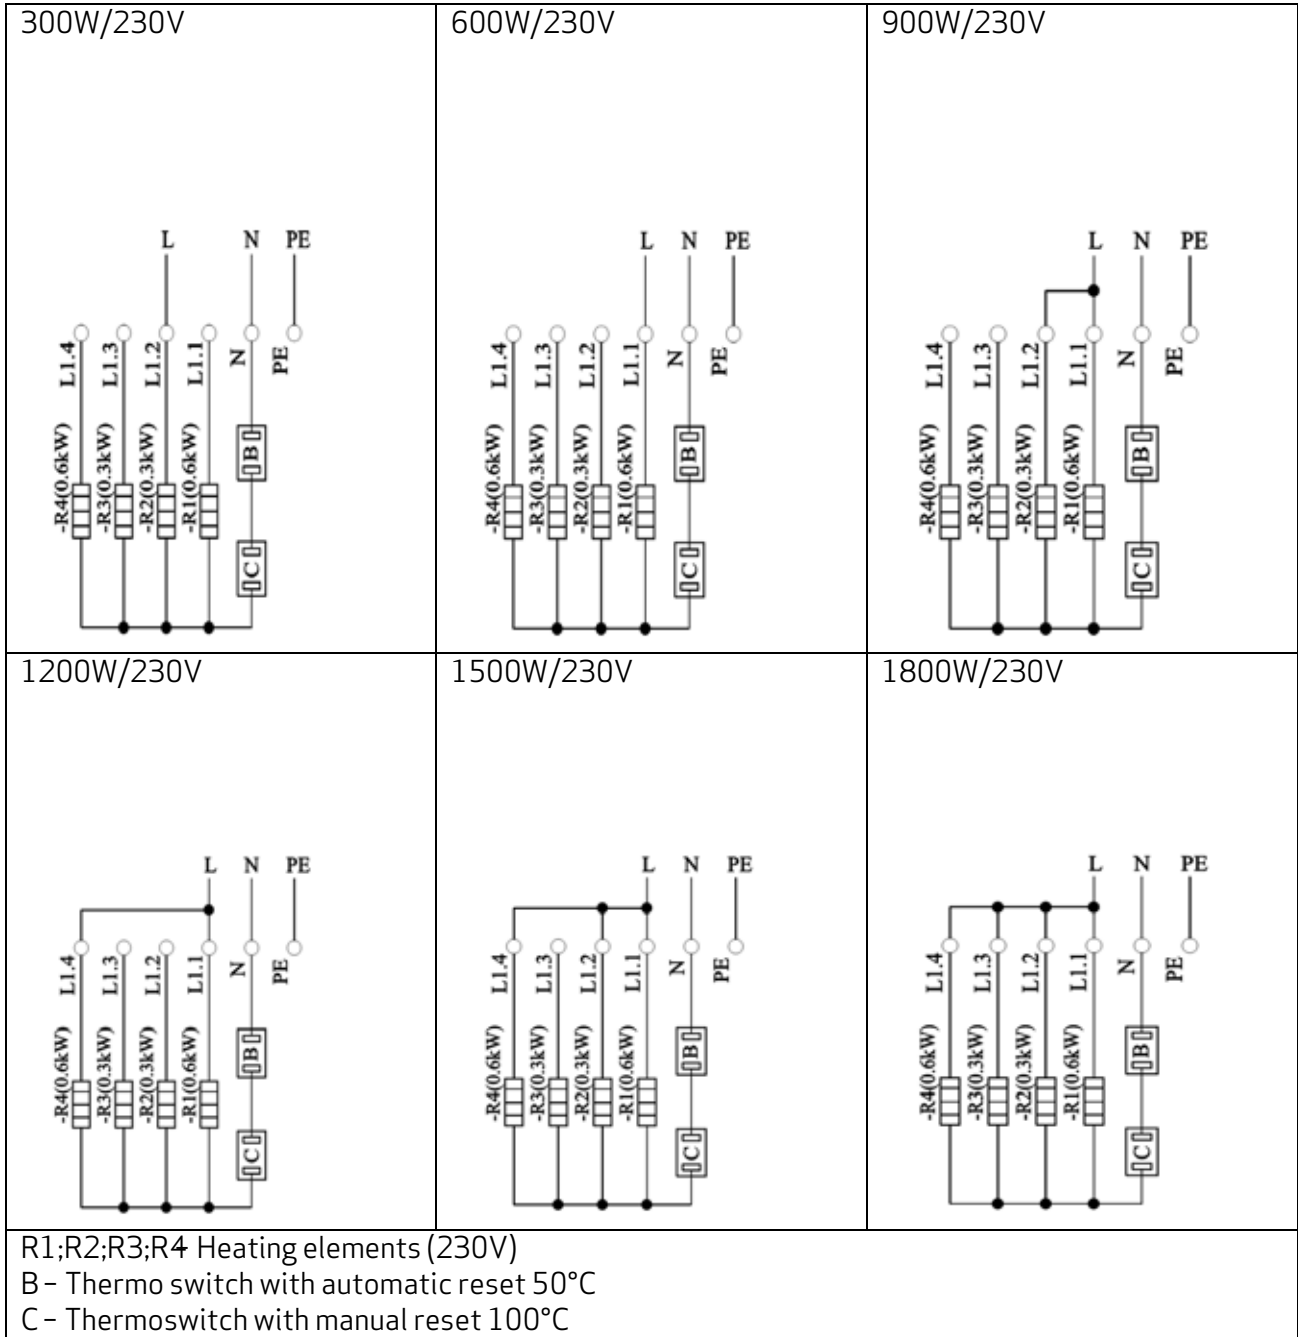 300W/230V
L N PE
L1.4 L1.3 L1.2 L1.1 N PE
-R4(0.6kW) -R3(0.3kW) -R2(0.3kW) -R1(0.6kW) B
C
600W/230V
L N PE
L1.4 L1.3 L1.2 L1.1 N PE
-R4(0.6kW) -R3(0.3kW) -R2(0.3kW) -R1(0.6kW) B
C
900W/230V
L N PE
L1.4 L1.3 L1.2 L1.1 N PE
-R4(0.6kW) -R3(0.3kW) -R2(0.3kW) -R1(0.6kW) B
C
1200W/230V
L N PE
L1.4 L1.3 L1.2 L1.1 N PE
-R4(0.6kW) -R3(0.3kW) -R2(0.3kW) -R1(0.6kW) B
C
1500W/230V
L N PE
L1.4 L1.3 L1.2 L1.1 N PE
-R4(0.6kW) -R3(0.3kW) -R2(0.3kW) -R1(0.6kW) B
C
1800W/230V
L N PE
L1.4 L1.3 L1.2 L1.1 N PE
-R4(0.6kW) -R3(0.3kW) -R2(0.3kW) -R1(0.6kW) B
C
R1;R2;R3;R4- Heating elements (230V)
B – Thermo switch with automatic reset 50°C
C – Thermoswitch with manual reset 100°C